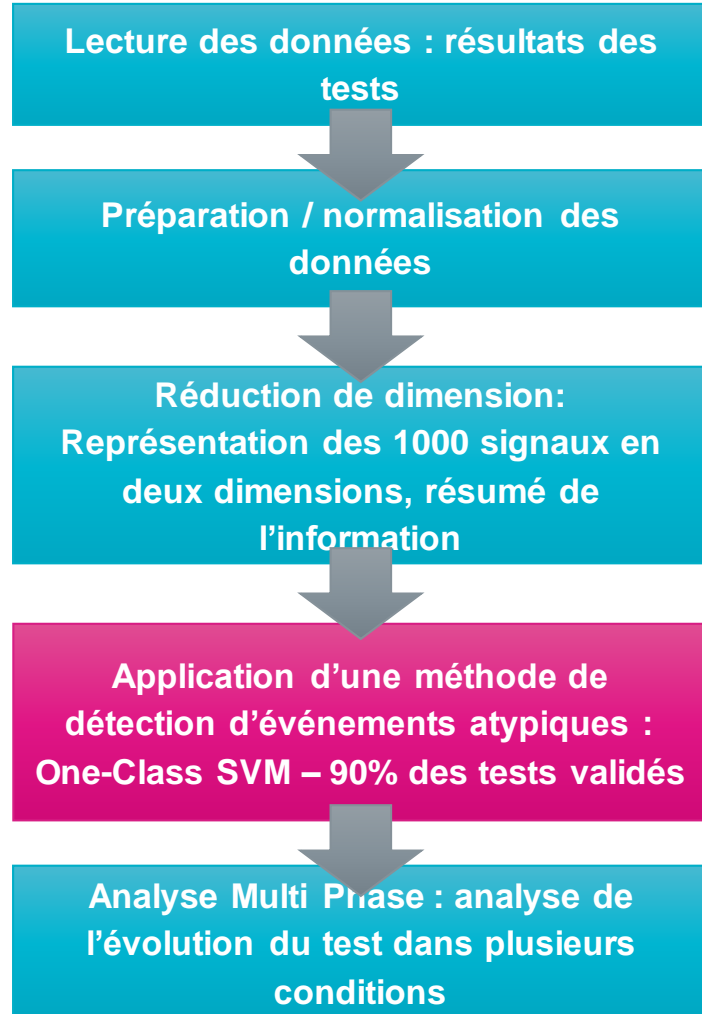 Lecture des données : résultats des
tests
Préparation / normalisation des
données
Réduction de dimension:
Représentation des 1000 signaux en
deux dimensions, résumé de
l’information
Application d’une méthode de
détection d’événements atypiques :
One-Class SVM – 90% des tests validés
Analyse Multi Phase : analyse de
l’évolution du test dans plusieurs
conditions